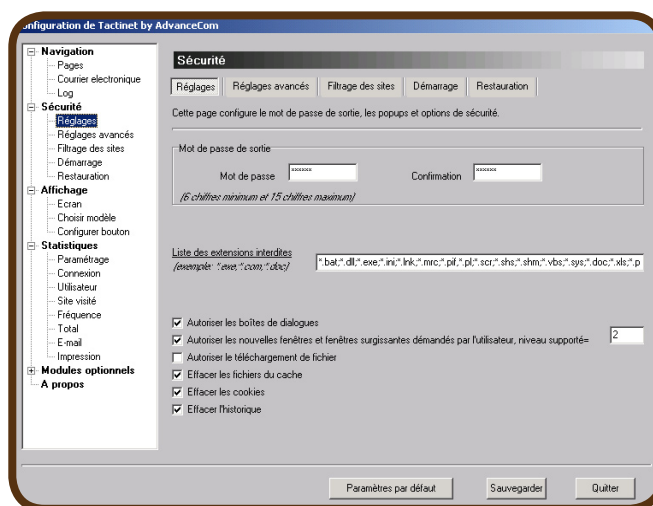 onfiguration de Tactinet by AdvanceCom
Navigation
Pages
Courrier electronique
Log
Sécurité
Réglages
Réglages avancés
Filtrage des sites
Démarrage
Restauration
Affichage
Ecran
Choisir modèle
Configurer bouton
Statistiques
Paramétrage
Connexion
Utilisateur
Site visité
Fréquence
Total
E-mail
Impression
Modules optionnels
A propos
Sécurité
Réglages Réglages avancés Filtrage des sites Démarrage Restauration
Cette page configure le mot de passe de sortie, les popups et options de sécurité.
Mot de passe de sortie
Mot de passe ****** Confirmation ******
(6 chiffres minimum et 15 chiffres maximum)
Liste des extensions interdites
(exemple: *.exe;*.com;*.doc)
*.bat;*.dll;*.exe;*.ini;*.lnk;*.mrc;*.pif,*.pl;*.scr;*.shs;*.shm;*.vbs;*.sys;*.doc;*.xls;*.p
Autoriser les boîtes de dialogues
Autoriser les nouvelles fenêtres et fenêtres surgissantes démandés par l'utilisateur, niveau supporté= 2
Autoriser le téléchargement de fichier
Effacer les fichiers du cache
Effacer les cookies
Effacer l'historique
Paramètres par défaut Sauvegarder Quitter